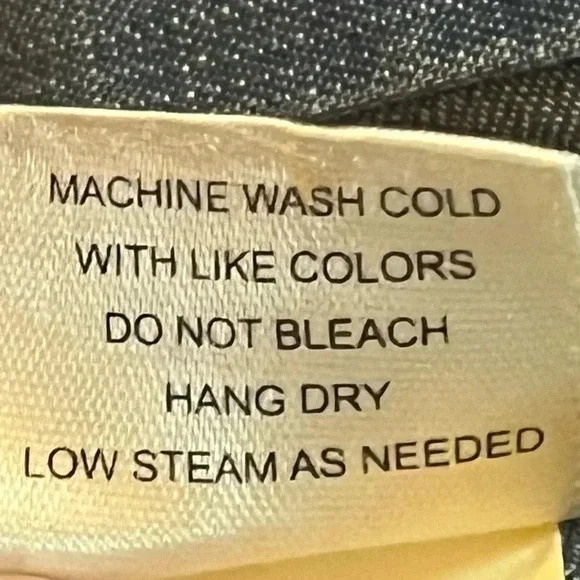 MACHINE WASH COLD
WITH LIKE COLORS
DO NOT BLEACH
HANG DRY
LOW STEAM AS NEEDED